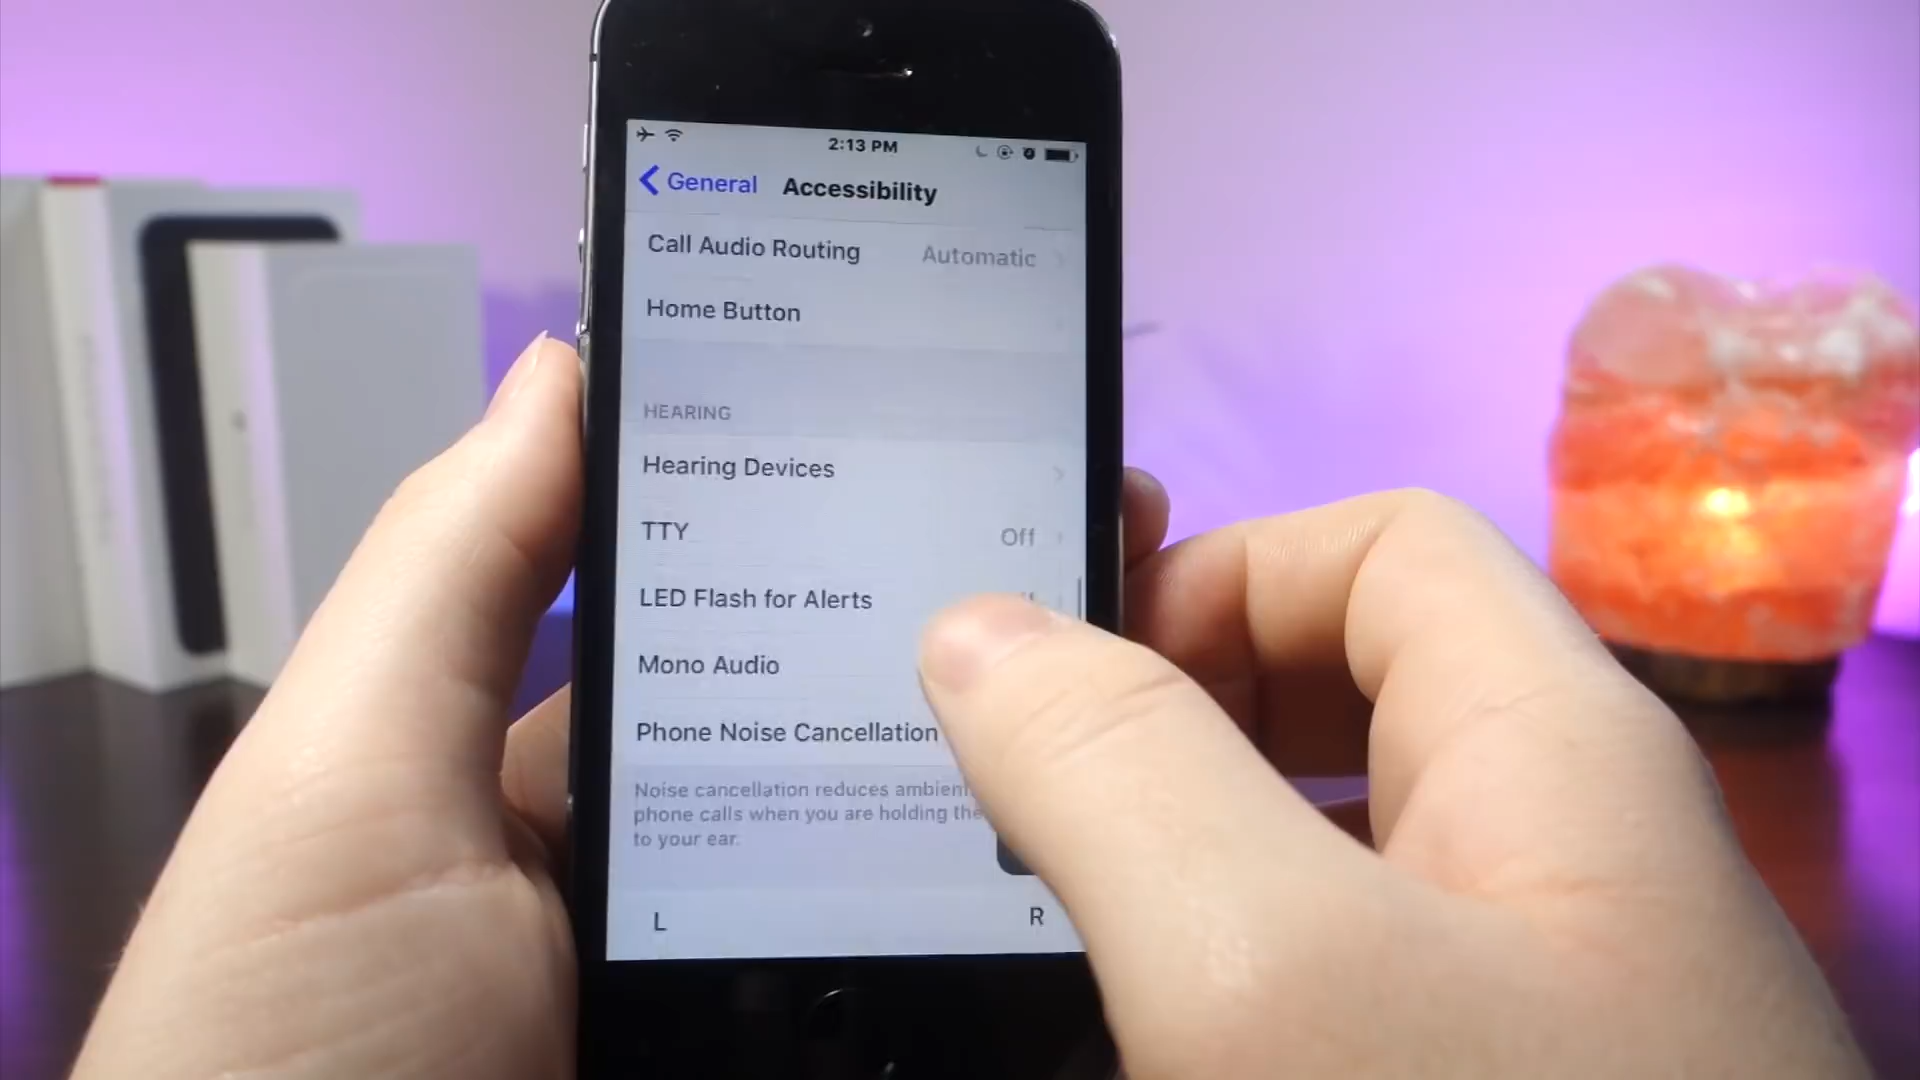 2:13 PM
General Accessibility
Call Audio Routing Automatic
Home Button
HEARING
Hearing Devices
TTY Off
LED Flash for Alerts
Mono Audio
Phone Noise Cancellation
Noise cancellation reduces
phone calls when you are holding the
to your ear.
L R